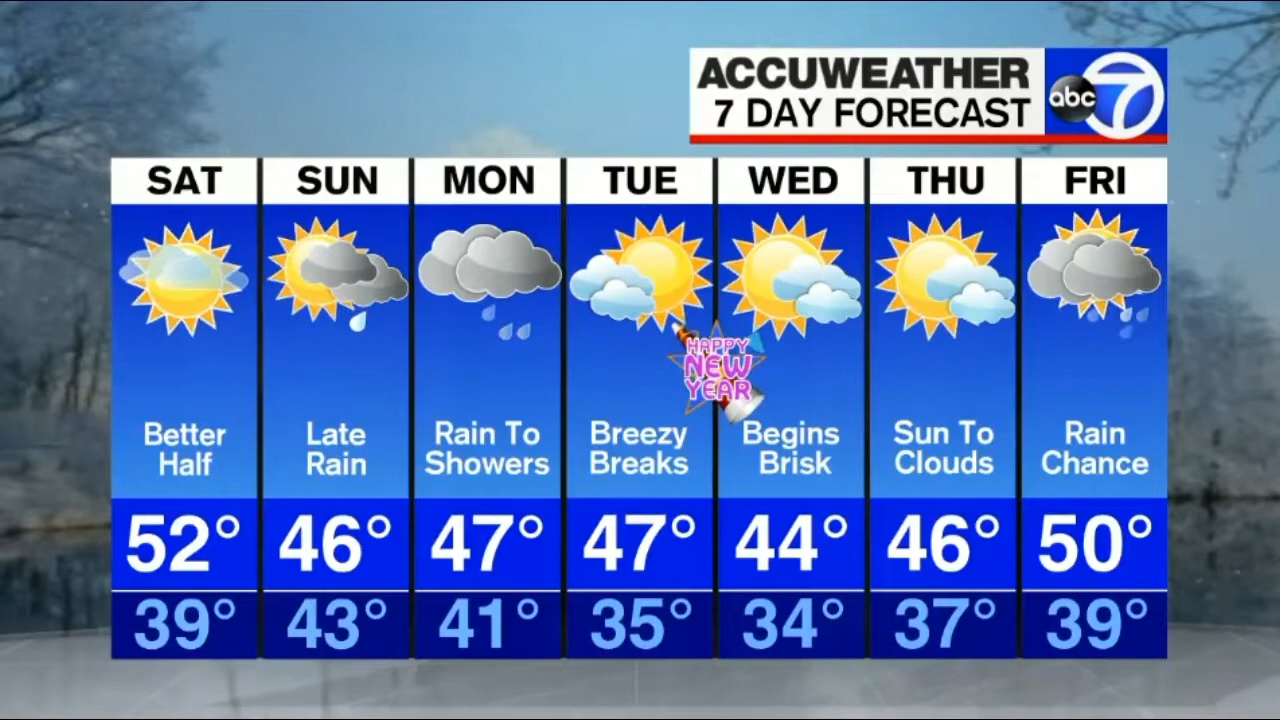 ACCUWEATHER
7 DAY FORECAST
abc 7
SAT SUN MON TUE WED THU FRI
HAPPY
NEW
YEAR
Better
Half
Late
Rain
Rain To
Showers
Breezy
Breaks
Begins
Brisk
Sun To
Clouds
Rain
Chance
52° 46° 47° 47° 44° 46° 50°
39° 43° 41° 35° 34° 37° 39°